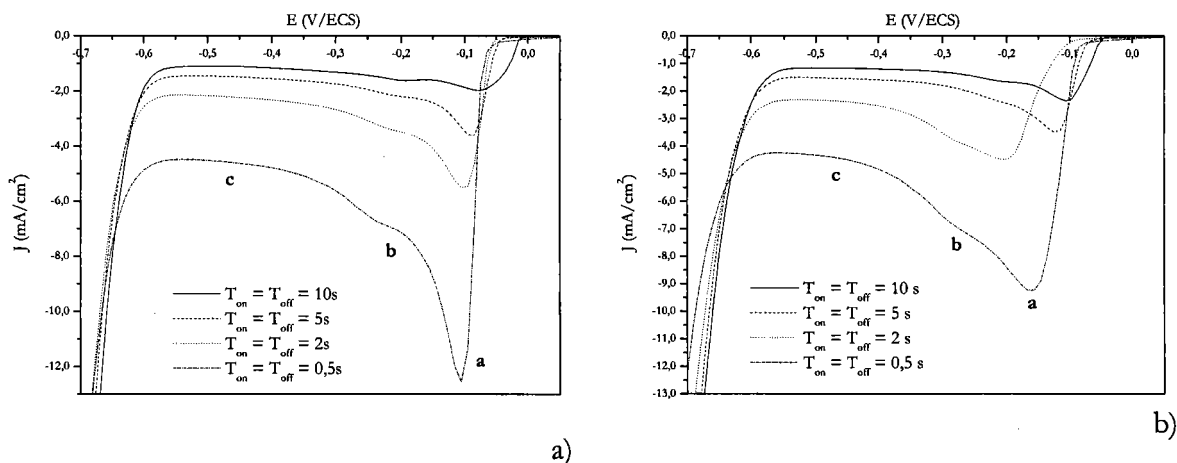 E (V/ECS)
-0,7 -0,6 -0,5 -0,4 -0,3 -0,2 -0,1 0,0
0,0
-2,0
-4,0
-6,0
-8,0
-10,0
-12,0
J (mA/cm²)
c
b
a
T_on = T_off = 10s
T_on = T_off = 5s
T_on = T_off = 2s
T_on = T_off = 0,5s
a)
E (V/ECS)
-0,7 -0,6 -0,5 -0,4 -0,3 -0,2 -0,1 0,0
0,0
-1,0
-2,0
-3,0
-4,0
-5,0
-6,0
-7,0
-8,0
-9,0
-10,0
-11,0
-12,0
-13,0
J (mA/cm²)
c
b
a
T_on = T_off = 10 s
T_on = T_off = 5 s
T_on = T_off = 2 s
T_on = T_off = 0,5 s
b)